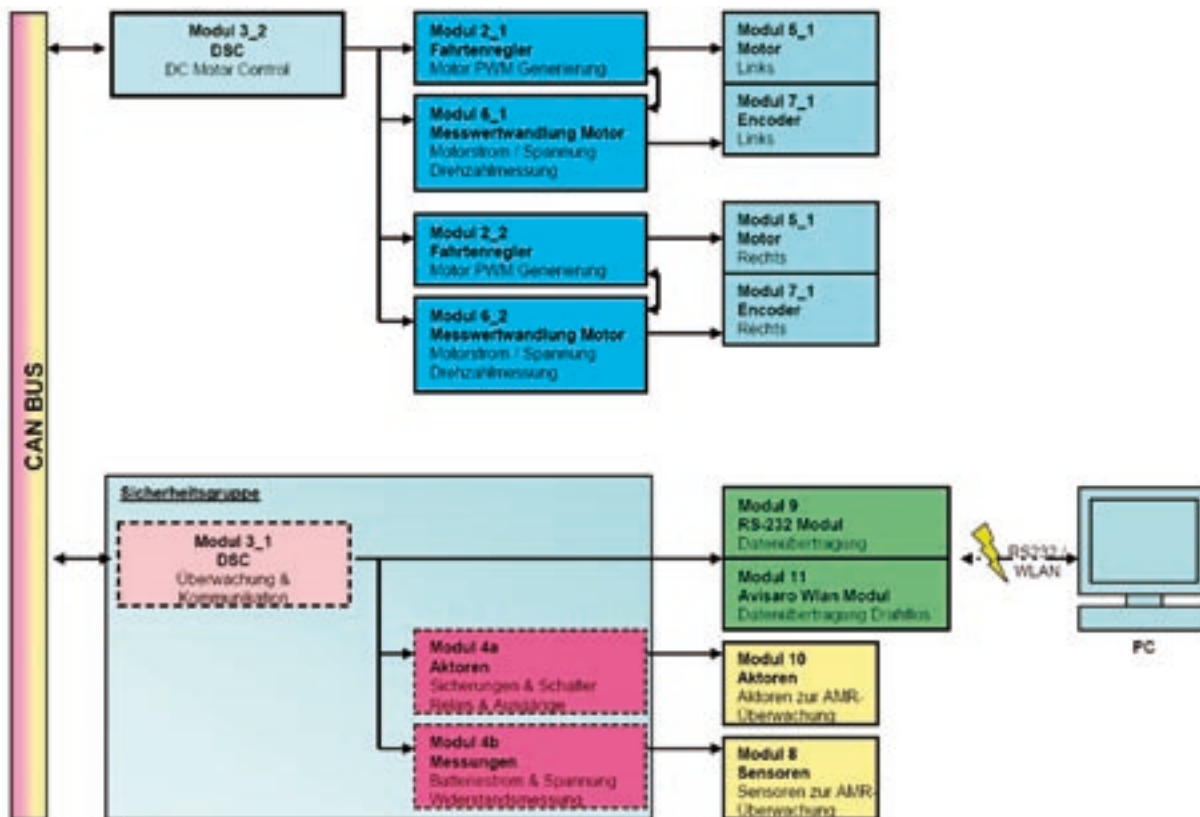 CAN BUS
Modul 3_2
DSC
DC Motor Control
Modul 2_1
Fahrtenregler
Motor PWM Generierung
Modul 5_1
Motor
Links
Modul 6_1
Messwertwandlung Motor
Motorstrom / Spannung
Drehzahlmessung
Modul 7_1
Encoder
Links
Modul 2_2
Fahrtenregler
Motor PWM Generierung
Modul 5_1
Motor
Rechts
Modul 6_2
Messwertwandlung Motor
Motorstrom / Spannung
Drehzahlmessung
Modul 7_1
Encoder
Rechts
Sicherheitsgruppe
Modul 3_1
DSC
Überwachung &
Kommunikation
Modul 9
RS-232 Modul
Datenübertragung
Modul 11
Avisaro Wlan Modul
Datenübertragung Drahtlos
RS232 /
WLAN
PC
Modul 4a
Aktoren
Sicherungen & Schalter
Relais & Ausgänge
Modul 10
Aktoren
Aktoren zur AMR-
Überwachung
Modul 4b
Messungen
Batteriestrom & Spannung
Widerstandsmessung
Modul 8
Sensoren
Sensoren zur AMR-
Überwachung